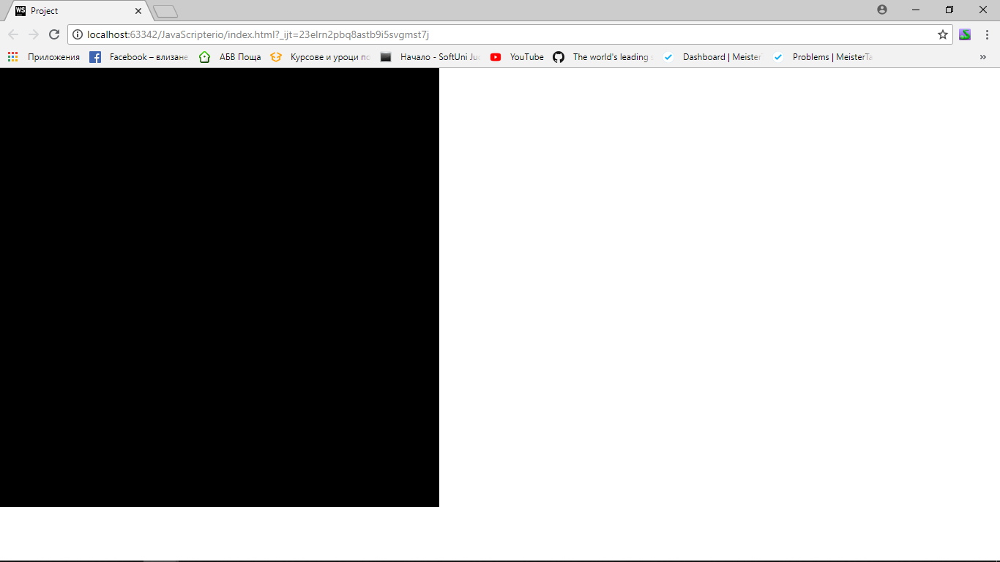 WS Project
localhost:63342/JavaScripterio/index.html?_ijt=23elrn2pbq8astb9i5svgmst7j
Приложения Facebook – влизане АБВ Поща Курсове и уроци по Начало - SoftUni Ju YouTube The world's leading Dashboard | Meister Problems | MeisterTa »